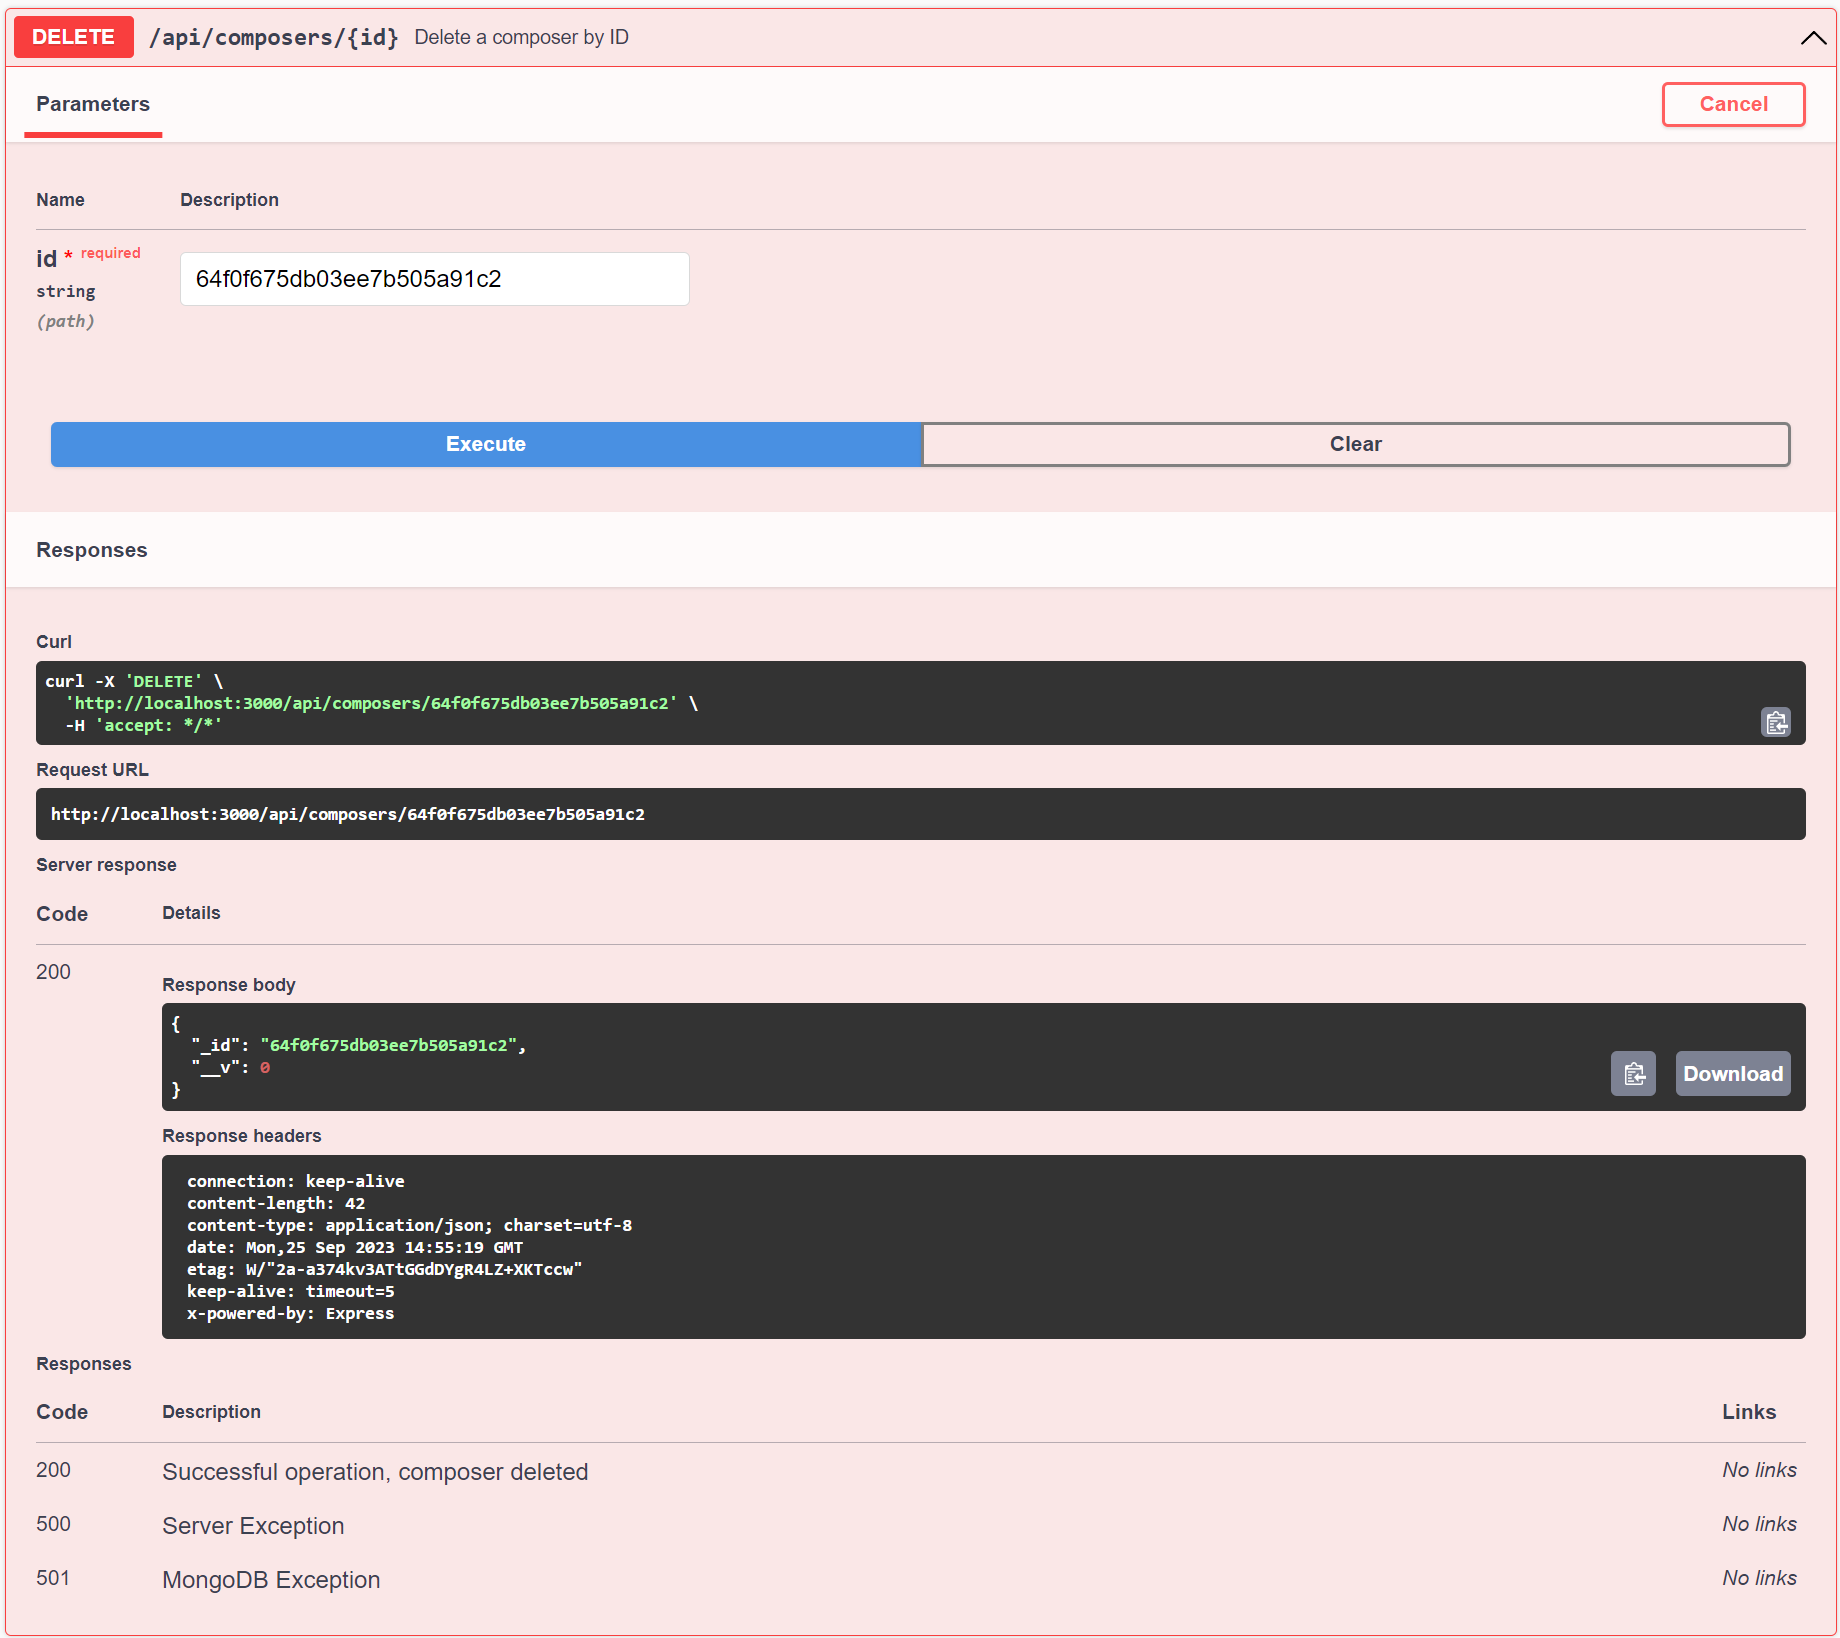 DELETE /api/composers/{id} Delete a composer by ID
Parameters
Cancel
Name Description
id * required
string
(path)
64f0f675db03ee7b505a91c2
Execute Clear
Responses
Curl
curl -X 'DELETE' \
'http://localhost:3000/api/composers/64f0f675db03ee7b505a91c2' \
-H 'accept: */*'
Request URL
http://localhost:3000/api/composers/64f0f675db03ee7b505a91c2
Server response
Code Details
200
Response body
{
"_id": "64f0f675db03ee7b505a91c2",
"__v": 0
}
Download
Response headers
connection: keep-alive
content-length: 42
content-type: application/json; charset=utf-8
date: Mon,25 Sep 2023 14:55:19 GMT
etag: W/"2a-a374kv3ATtGGdDYgR4LZ+XKTccw"
keep-alive: timeout=5
x-powered-by: Express
Responses
Code Description Links
200 Successful operation, composer deleted No links
500 Server Exception No links
501 MongoDB Exception No links